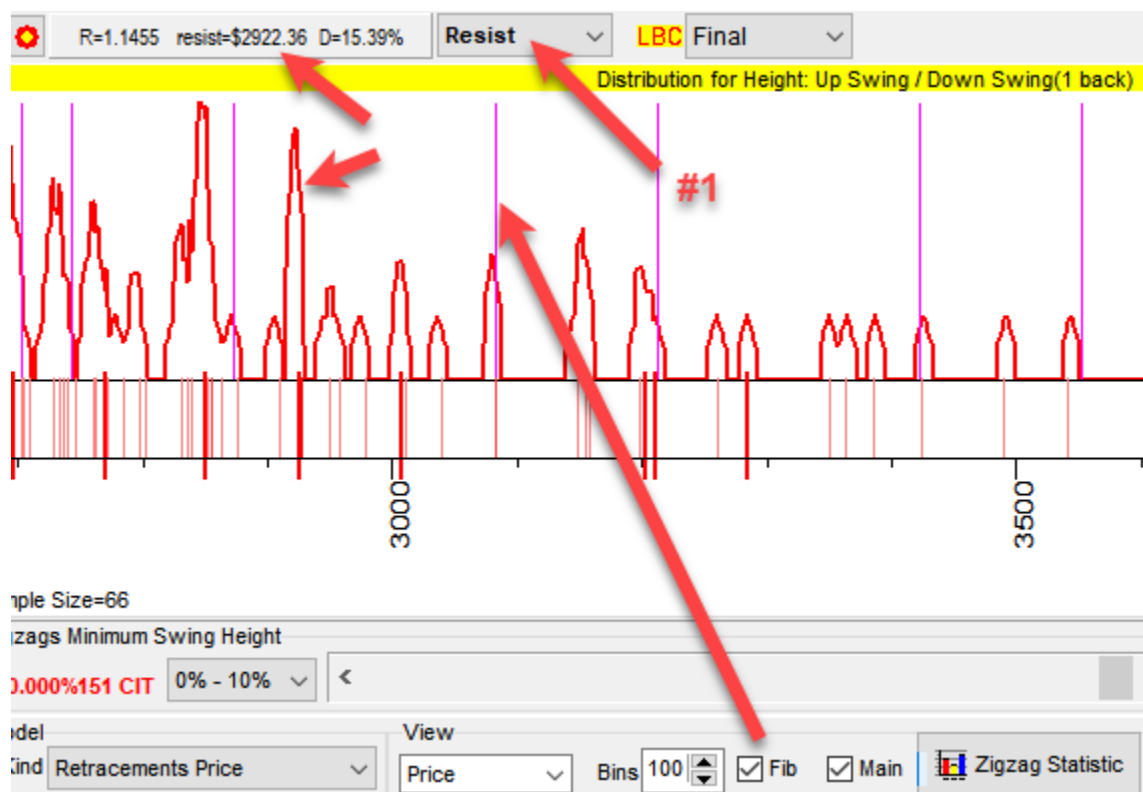 R=1.1455 resist=$2922.36 D=15.39% Resist LBC Final
Distribution for Height: Up Swing / Down Swing(1 back)
#1
3000
3500
mple Size=66
gzags Minimum Swing Height
0.000%151 CIT 0% - 10% <
odel View
Kind Retracements Price Price Bins 100 Fib Main Zigzag Statistic